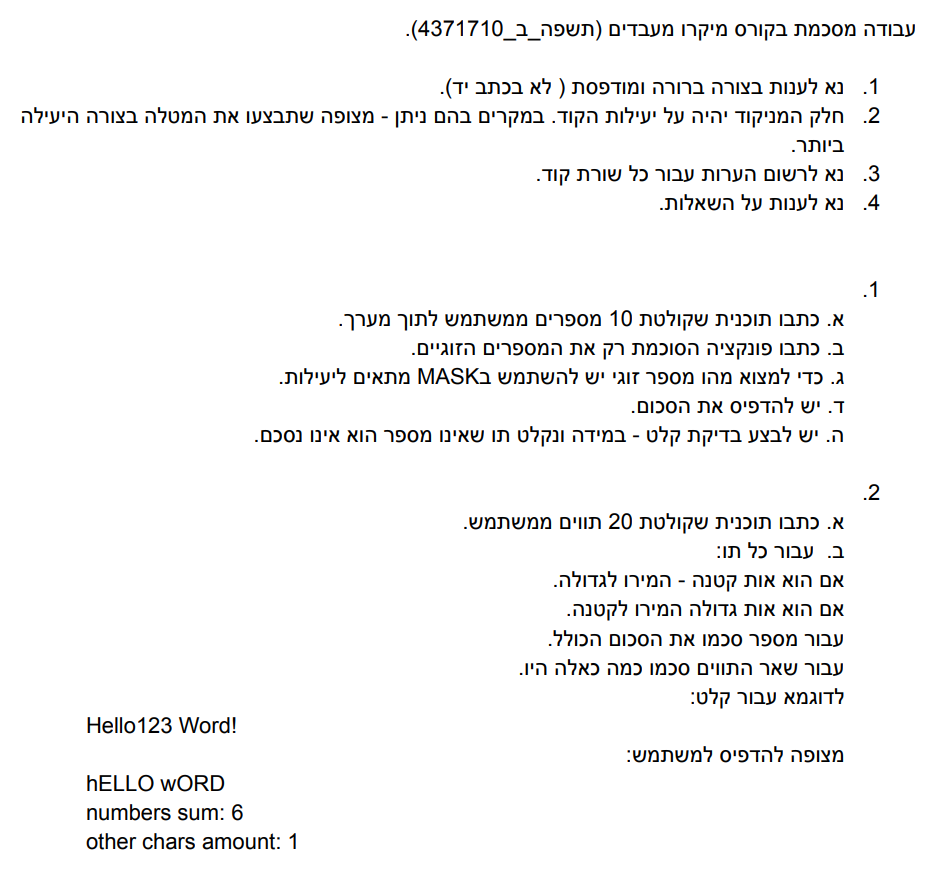 עבודה מסכמת בקורס מיקרו מעבדים (תשפה_ב_4371710).
1. נא לענות בצורה ברורה ומודפסת ( לא בכתב יד).
2. חלק המניקוד יהיה על יעילות הקוד. במקרים בהם ניתן - מצופה שתבצעו את המטלה בצורה היעילה
ביותר.
3. נא לרשום הערות עבור כל שורת קוד.
4. נא לענות על השאלות.
1.
א. כתבו תוכנית שקולטת 10 מספרים ממשתמש לתוך מערך.
ב. כתבו פונקציה הסוכמת רק את המספרים הזוגיים.
ג. כדי למצוא מהו מספר זוגי יש להשתמש בMASK מתאים ליעילות.
ד. יש להדפיס את הסכום.
ה. יש לבצע בדיקת קלט - במידה ונקלט תו שאינו מספר הוא אינו נסכם.
2.
א. כתבו תוכנית שקולטת 20 תווים ממשתמש.
ב. עבור כל תו:
אם הוא אות קטנה - המירו לגדולה.
אם הוא אות גדולה המירו לקטנה.
עבור מספר סכמו את הסכום הכולל.
עבור שאר התווים סכמו כמה כאלה היו.
לדוגמא עבור קלט:
Hello123 Word!
מצופה להדפיס למשתמש:
hELLO wORD
numbers sum: 6
other chars amount: 1